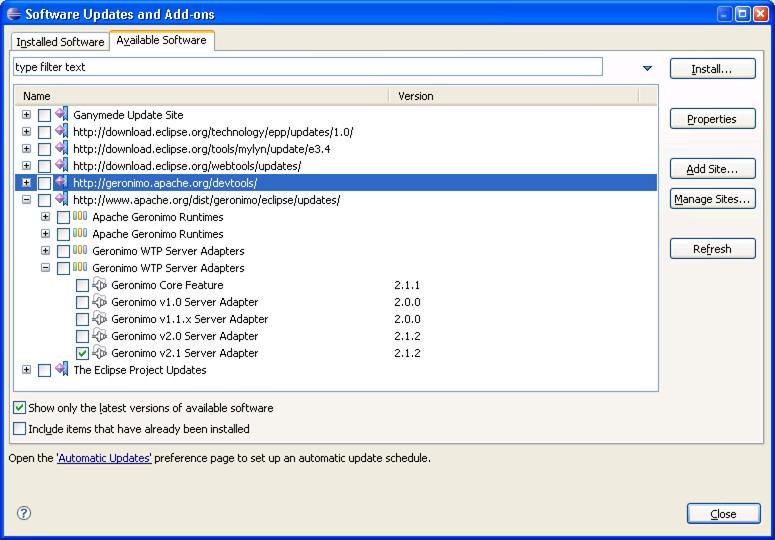 Software Updates and Add-ons
Installed Software Available Software
type filter text
Install...
Name Version
Ganymede Update Site
Properties
http://download.eclipse.org/technology/epp/updates/1.0/
http://download.eclipse.org/tools/mylyn/update/e3.4
http://download.eclipse.org/webtools/updates/
Add Site...
http://geronimo.apache.org/devtools/
http://www.apache.org/dist/geronimo/eclipse/updates/
Manage Sites...
Apache Geronimo Runtimes
Apache Geronimo Runtimes
Geronimo WTP Server Adapters
Refresh
Geronimo WTP Server Adapters
Geronimo Core Feature 2.1.1
Geronimo v1.0 Server Adapter 2.0.0
Geronimo v1.1.x Server Adapter 2.0.0
Geronimo v2.0 Server Adapter 2.1.2
Geronimo v2.1 Server Adapter 2.1.2
The Eclipse Project Updates
Show only the latest versions of available software
Include items that have already been installed
Open the 'Automatic Updates' preference page to set up an automatic update schedule.
?
Close